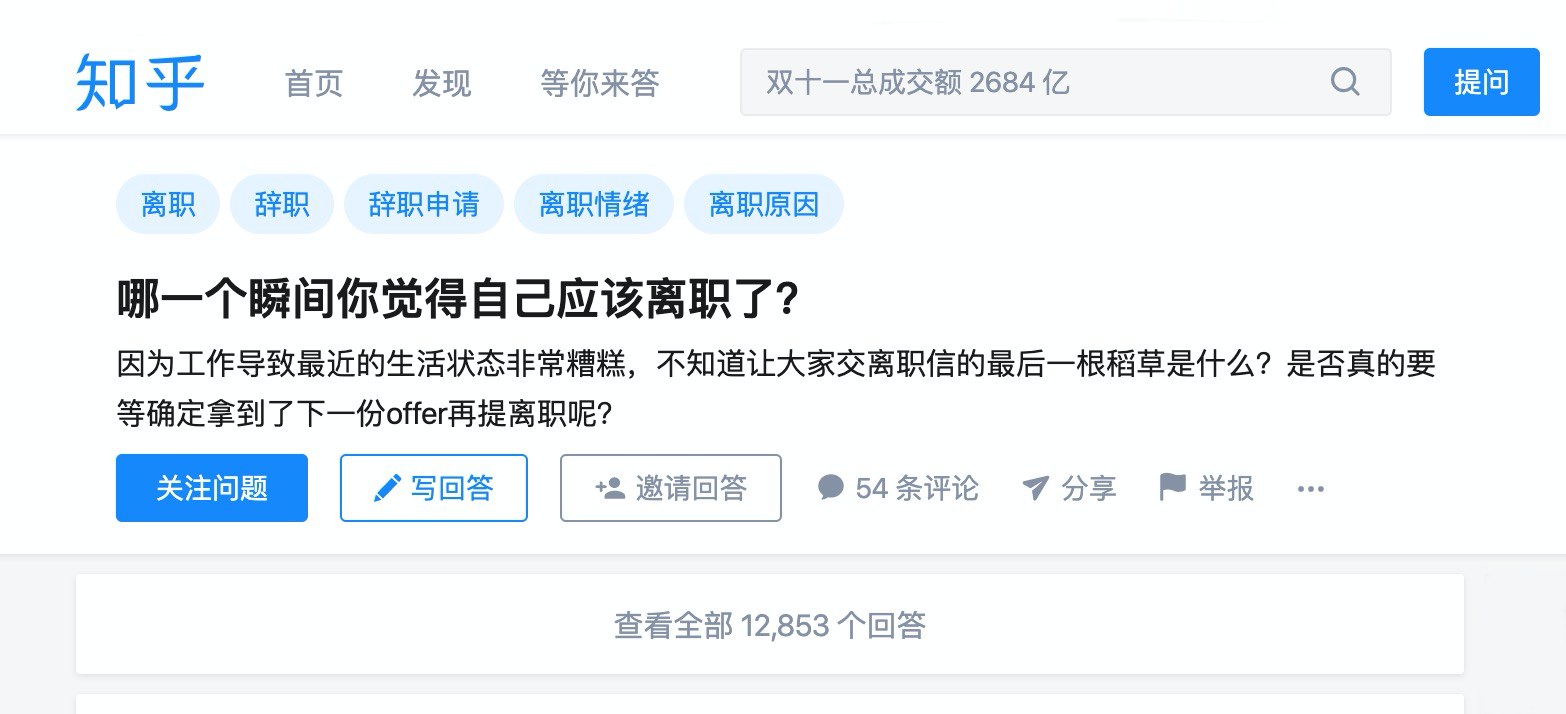 知乎 首页 发现 等你来答 双十一总成交额 2684 亿 提问
离职 辞职 辞职申请 离职情绪 离职原因
哪一个瞬间你觉得自己应该离职了?
因为工作导致最近的生活状态非常糟糕，不知道让大家交离职信的最后一根稻草是什么？是否真的要
等确定拿到了下一份offer再提离职呢?
关注问题 写回答 邀请回答 54 条评论 分享 举报 ...
查看全部 12,853 个回答